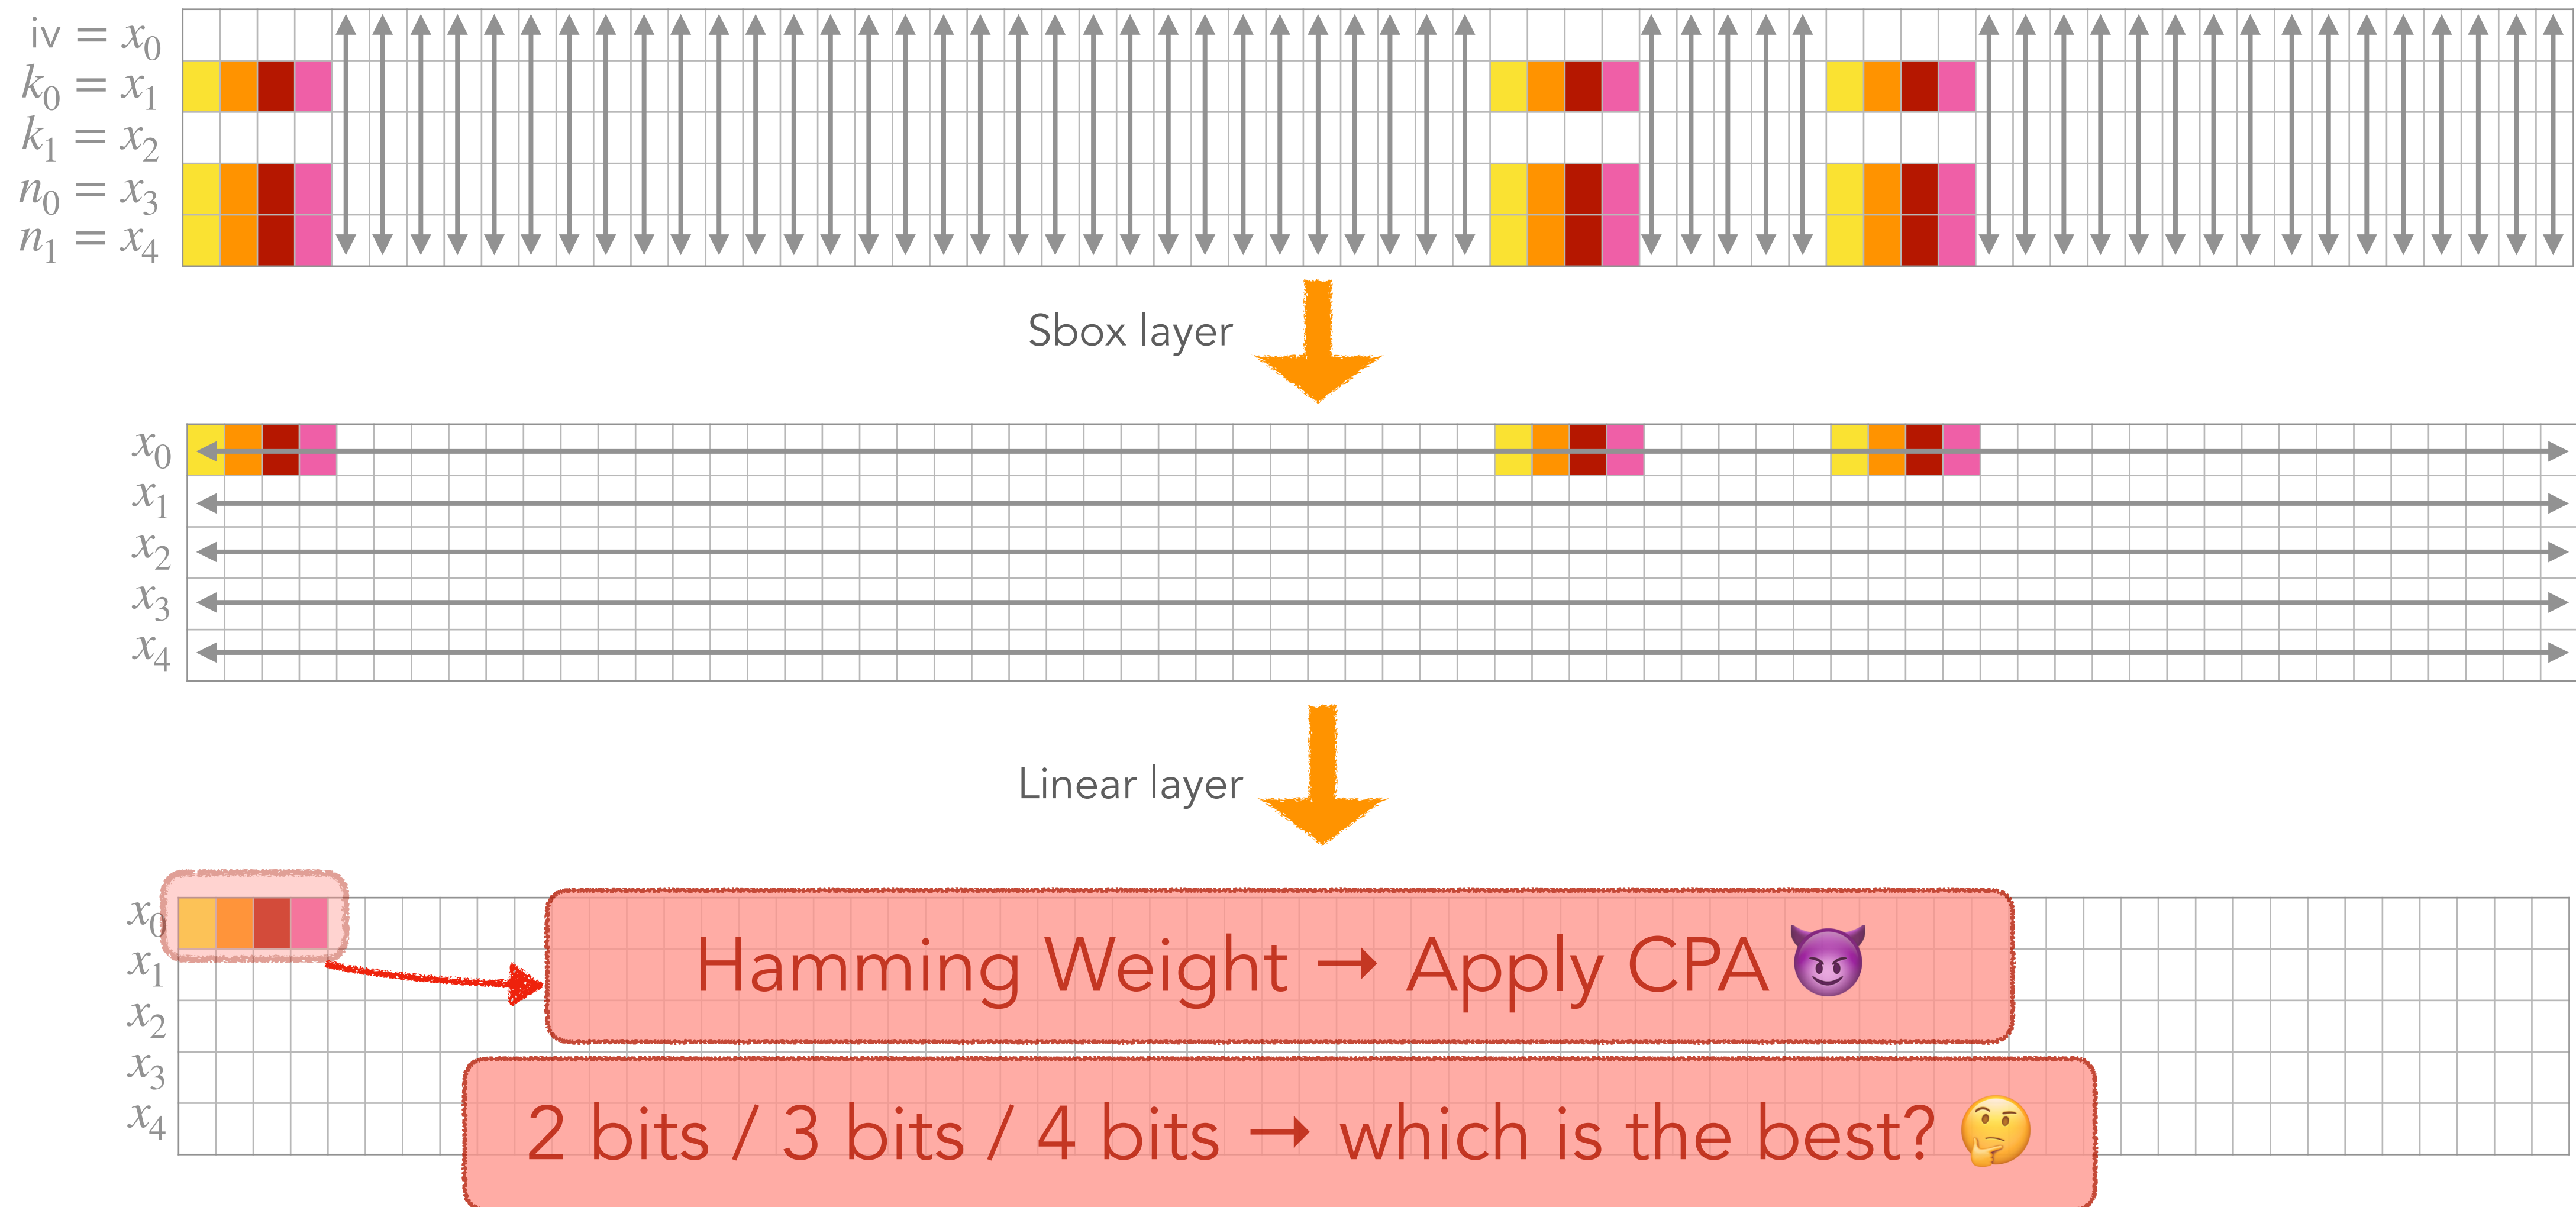 iv = x₀
k₀ = x₁
k₁ = x₂
n₀ = x₃
n₁ = x₄
Sbox layer
x₀
x₁
x₂
x₃
x₄
Linear layer
x₀
x₁
x₂
x₃
x₄
Hamming Weight → Apply CPA 😈
2 bits / 3 bits / 4 bits → which is the best? 🤔